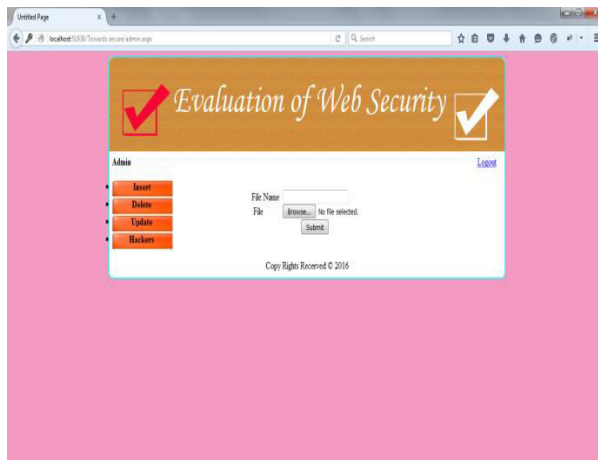 Untitled Page
localhost
Search
Evaluation of Web Security
Admin
Logout
Insert
Delete
Update
Hackers
File Name
File Browse... No file selected.
Submit
Copy Rights Recerved © 2016